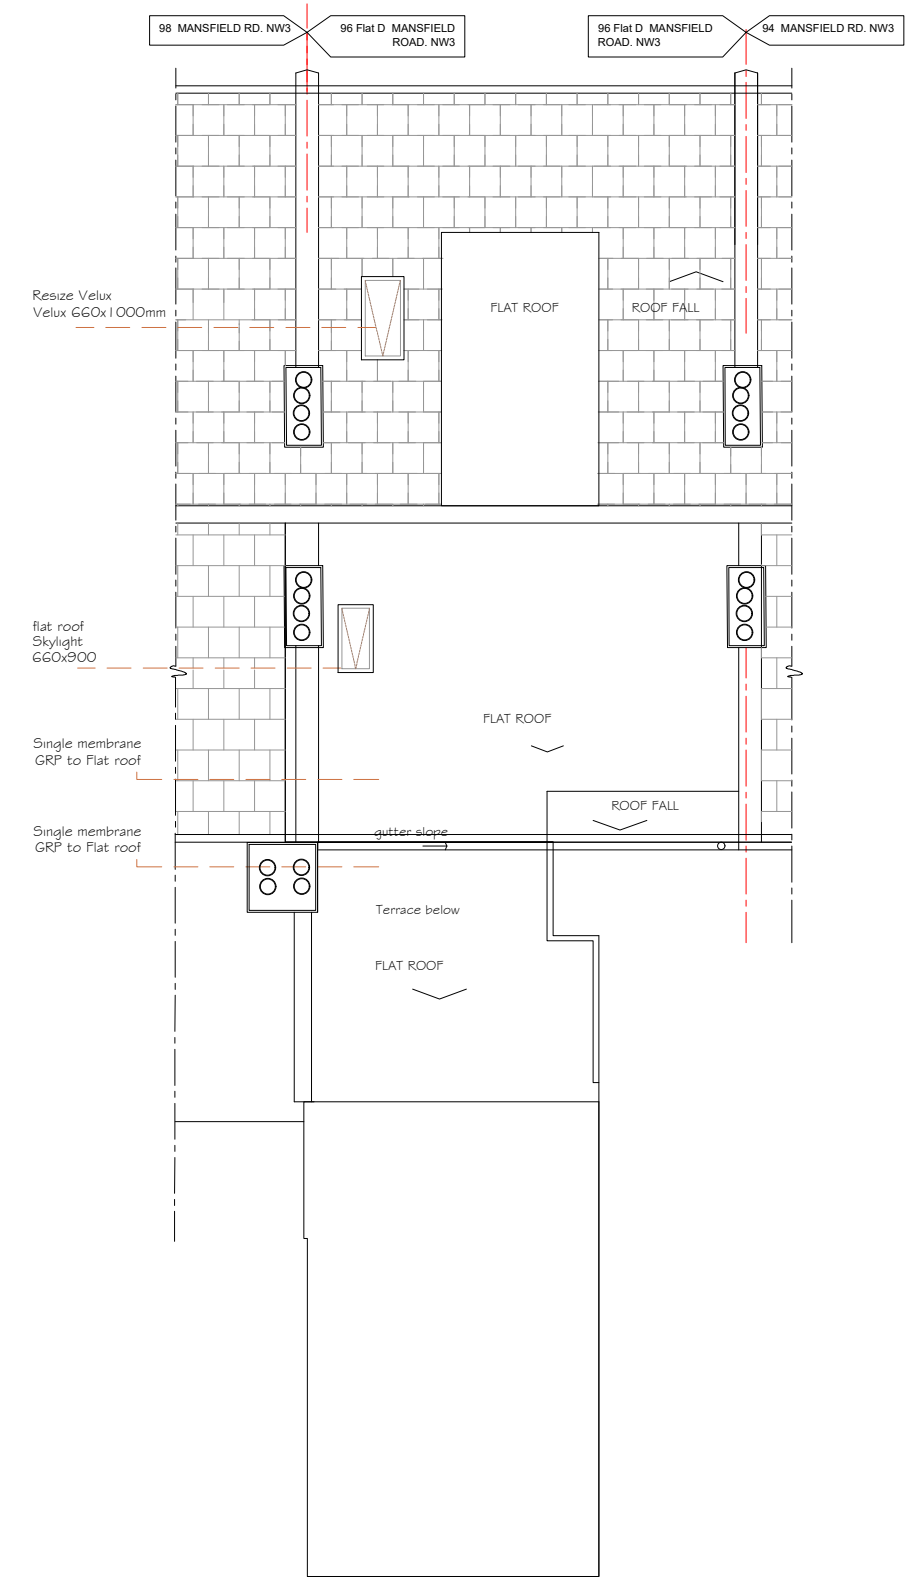 98 MANSFIELD RD. NW3
96 Flat D MANSFIELD
ROAD. NW3
96 Flat D MANSFIELD
ROAD. NW3
94 MANSFIELD RD. NW3
Resize Velux
Velux 660x1000mm
FLAT ROOF
ROOF FALL
flat roof
Skylight
660x900
FLAT ROOF
Single membrane
GRP to Flat roof
ROOF FALL
Single membrane
GRP to Flat roof
gutter slope
Terrace below
FLAT ROOF